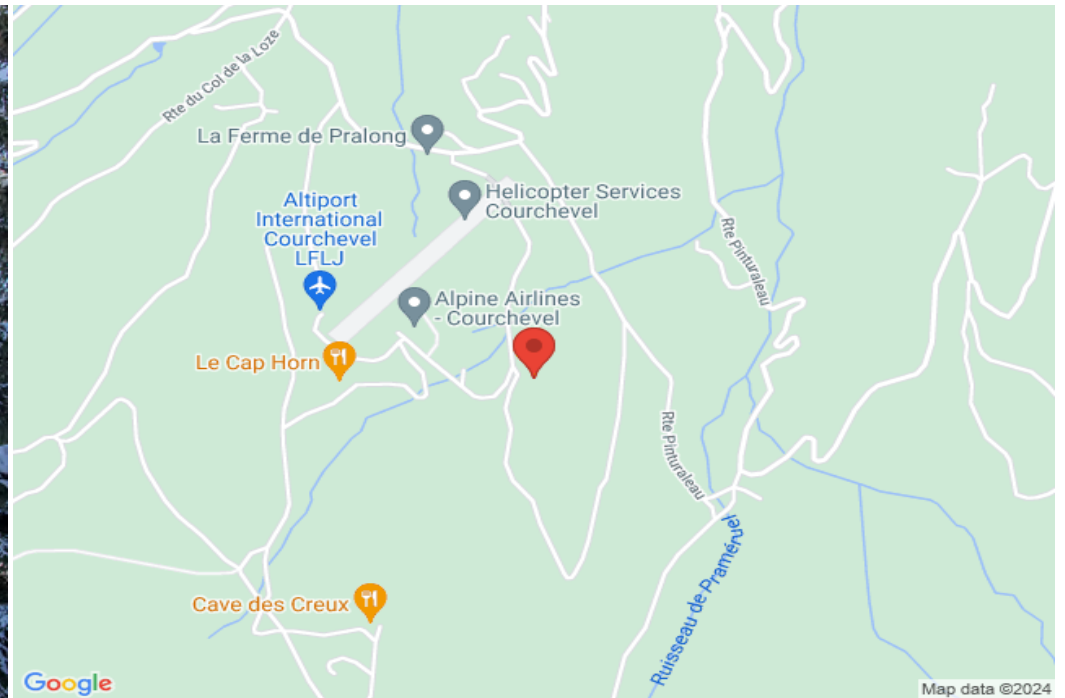 Rte du Col de la Loze
La Ferme de Pralong
Helicopter Services
Courchevel
Altiport
International
Courchevel
LFLJ
Rte Pinturaleau
Alpine Airlines
- Courchevel
Le Cap Horn
Rte Pinturaleau
Ruisseau de Praméruel
Cave des Creux
Google
Map data ©2024